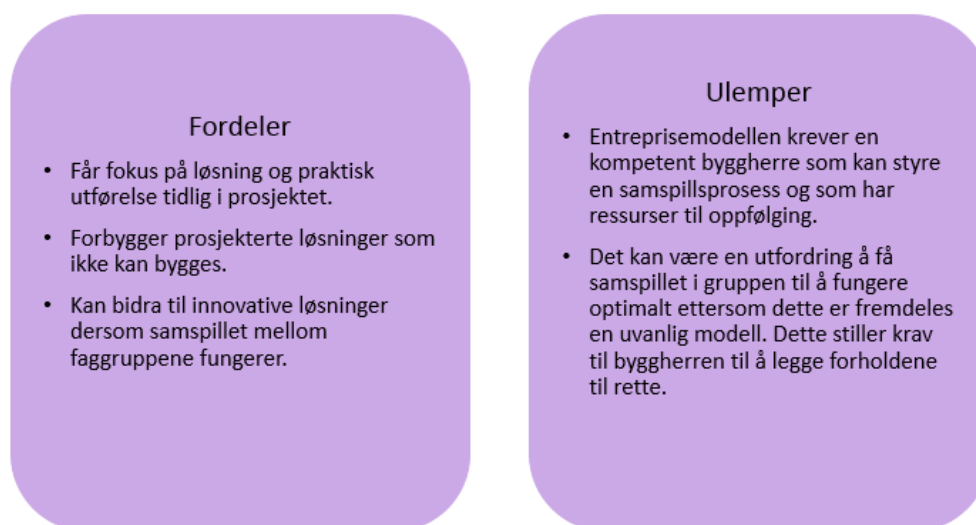 Fordeler
• Får fokus på løsning og praktisk
utførelse tidlig i prosjektet.
• Forbygger prosjekterte løsninger som
ikke kan bygges.
• Kan bidra til innovative løsninger
dersom samspillet mellom
faggruppene fungerer.
Ulemper
• Entreprisemodellen krever en
kompetent byggherre som kan styre
en samspillsprosess og som har
ressurser til oppfølging.
• Det kan være en utfordring å få
samspillet i gruppen til å fungere
optimalt ettersom dette er fremdeles
en uvanlig modell. Dette stiller krav
til byggherren til å legge forholdene
til rette.